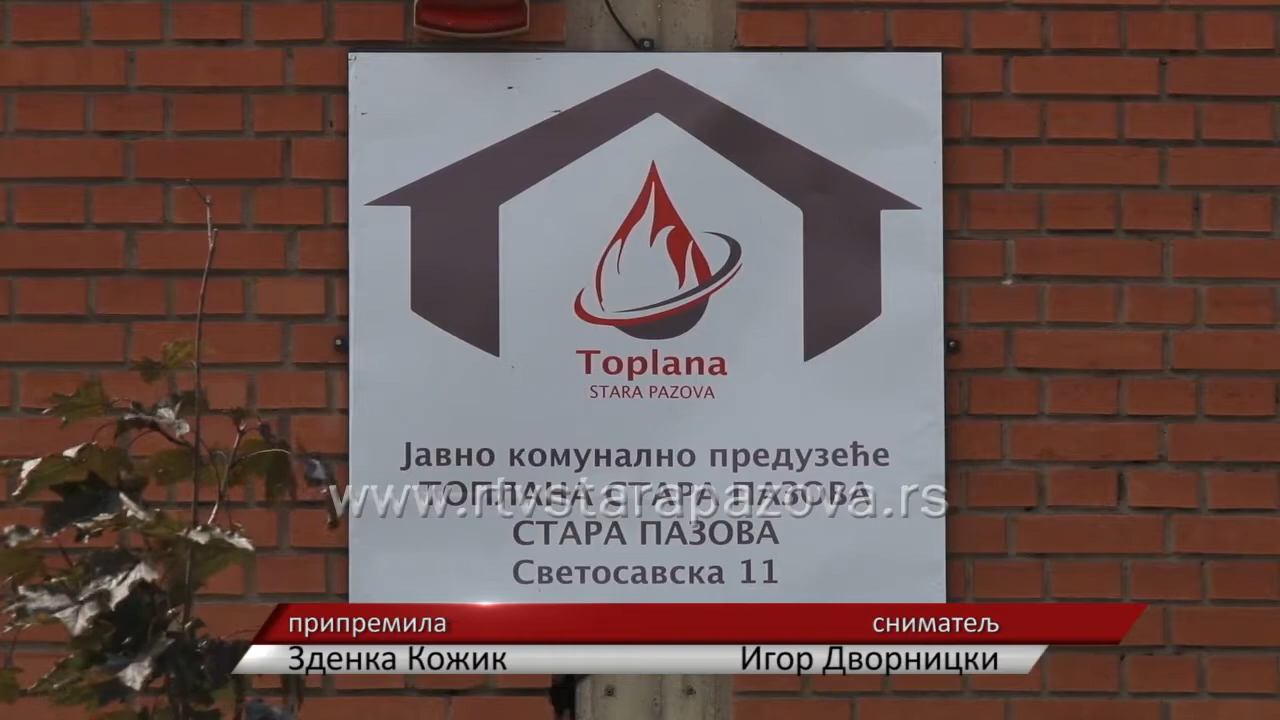 Toplana
STARA PAZOVA
Јавно комунално предузеће
ТОПЛАНА СТАРА ПАЗОВА
www.rtvstarapazova.rs
СТАРА ПАЗОВА
Светосавска 11
припремила сниматељ
Зденка Кожик Игор Дворницки